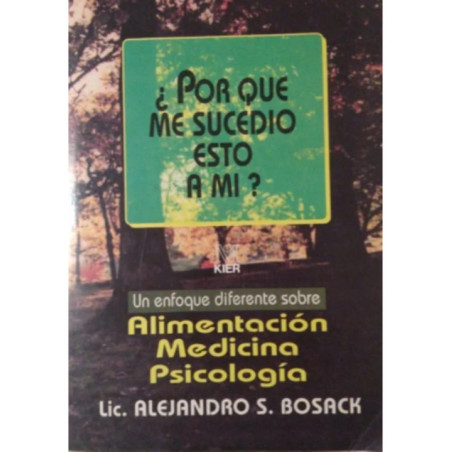 ¿ POR QUE
ME SUCEDIO
ESTO
A MI ?
KIER
Un enfoque diferente sobre
Alimentación
Medicina
Psicología
Lic. ALEJANDRO S. BOSACK